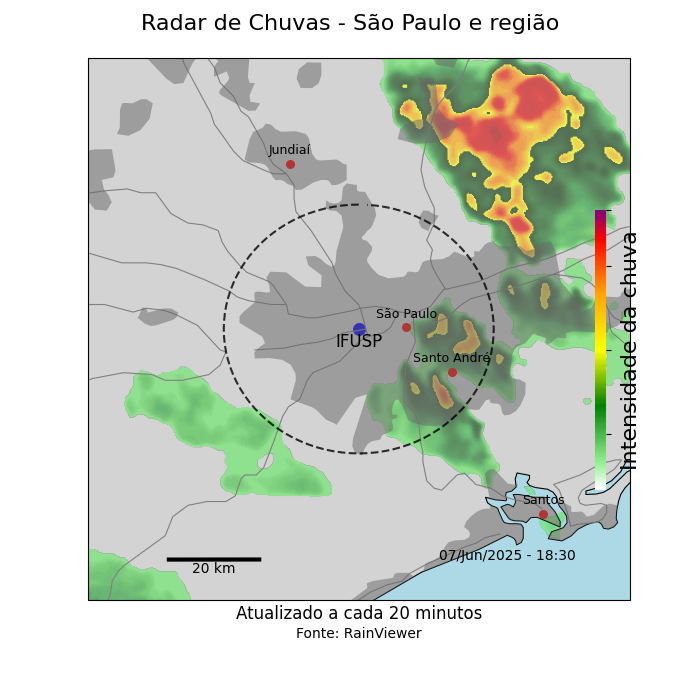 Radar de Chuvas - São Paulo e região
Jundiaí
São Paulo
IFUSP
Santo André
Intensidade da chuva
Santos
07/Jun/2025 - 18:30
20 km
Atualizado a cada 20 minutos
Fonte: RainViewer